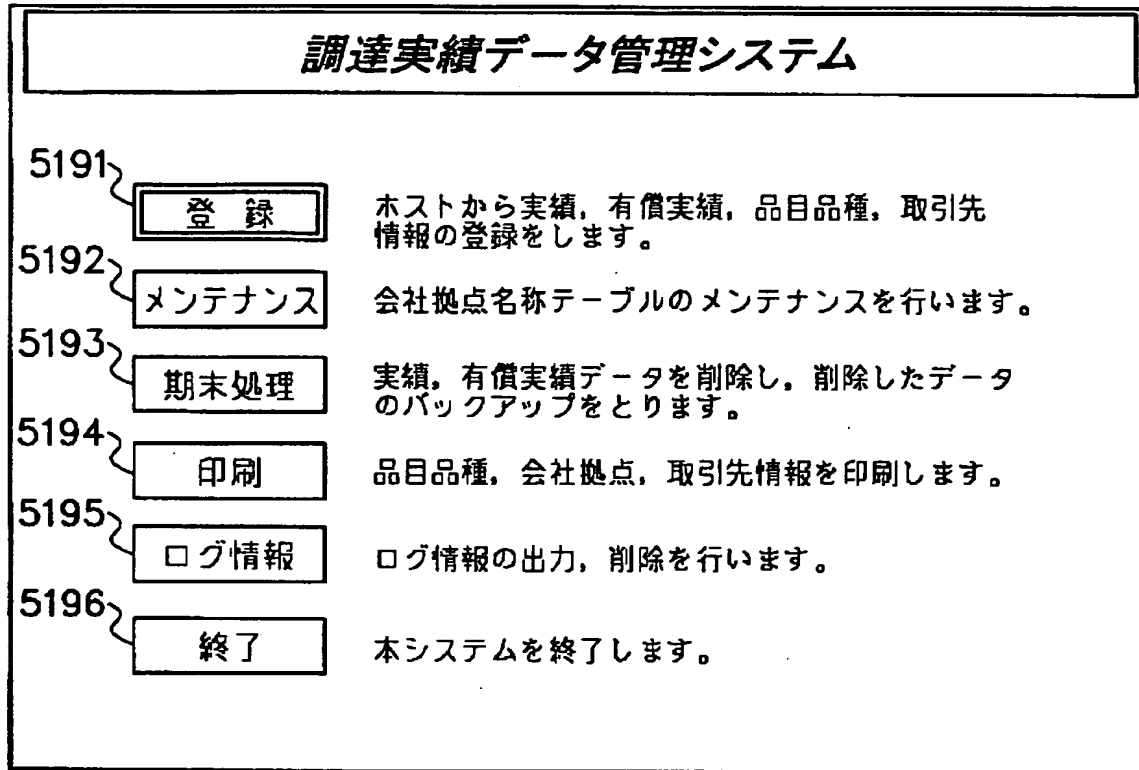 調達実績データ管理システム
5191
登 録
ホストから実績，有償実績，品目品種，取引先
情報の登録をします。
5192
メンテナンス
会社拠点名称テーブルのメンテナンスを行います。
5193
期末処理
実績，有償実績データを削除し，削除したデータ
のバックアップをとります。
5194
印刷
品目品種，会社拠点，取引先情報を印刷します。
5195
ログ情報
ログ情報の出力，削除を行います。
5196
終了
本システムを終了します。